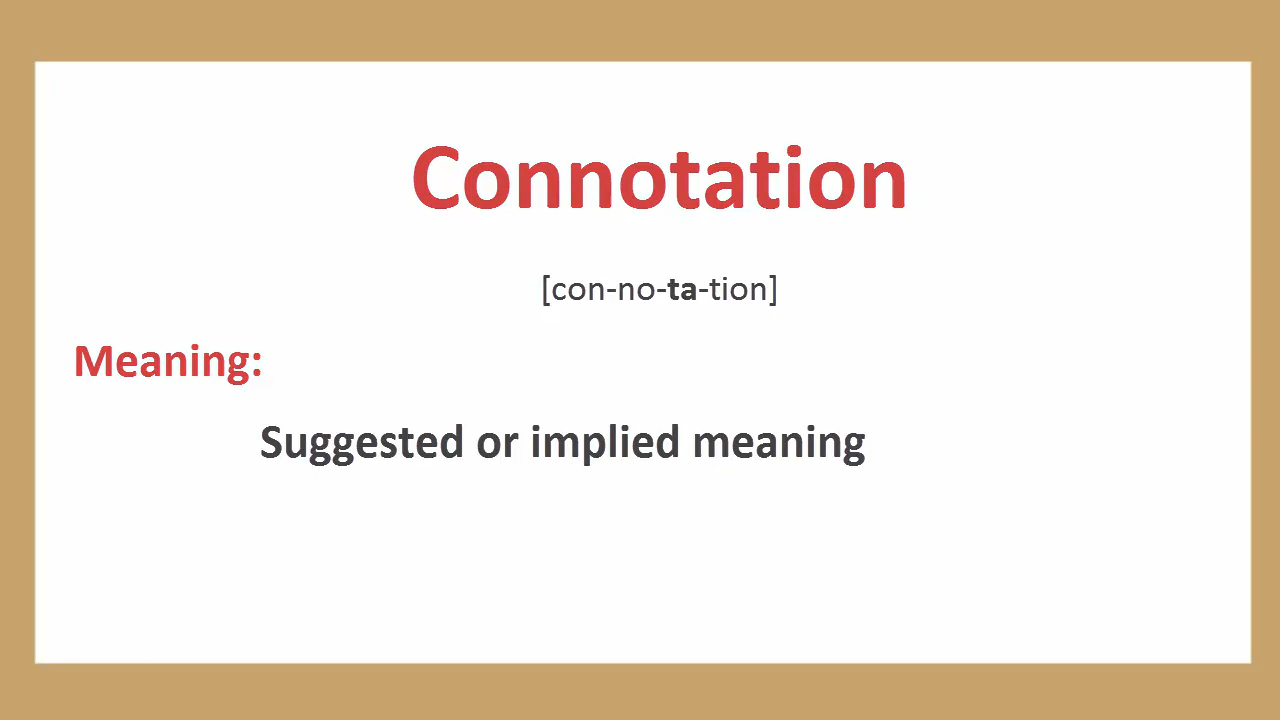 Connotation
[con-no-ta-tion]
Meaning:
Suggested or implied meaning